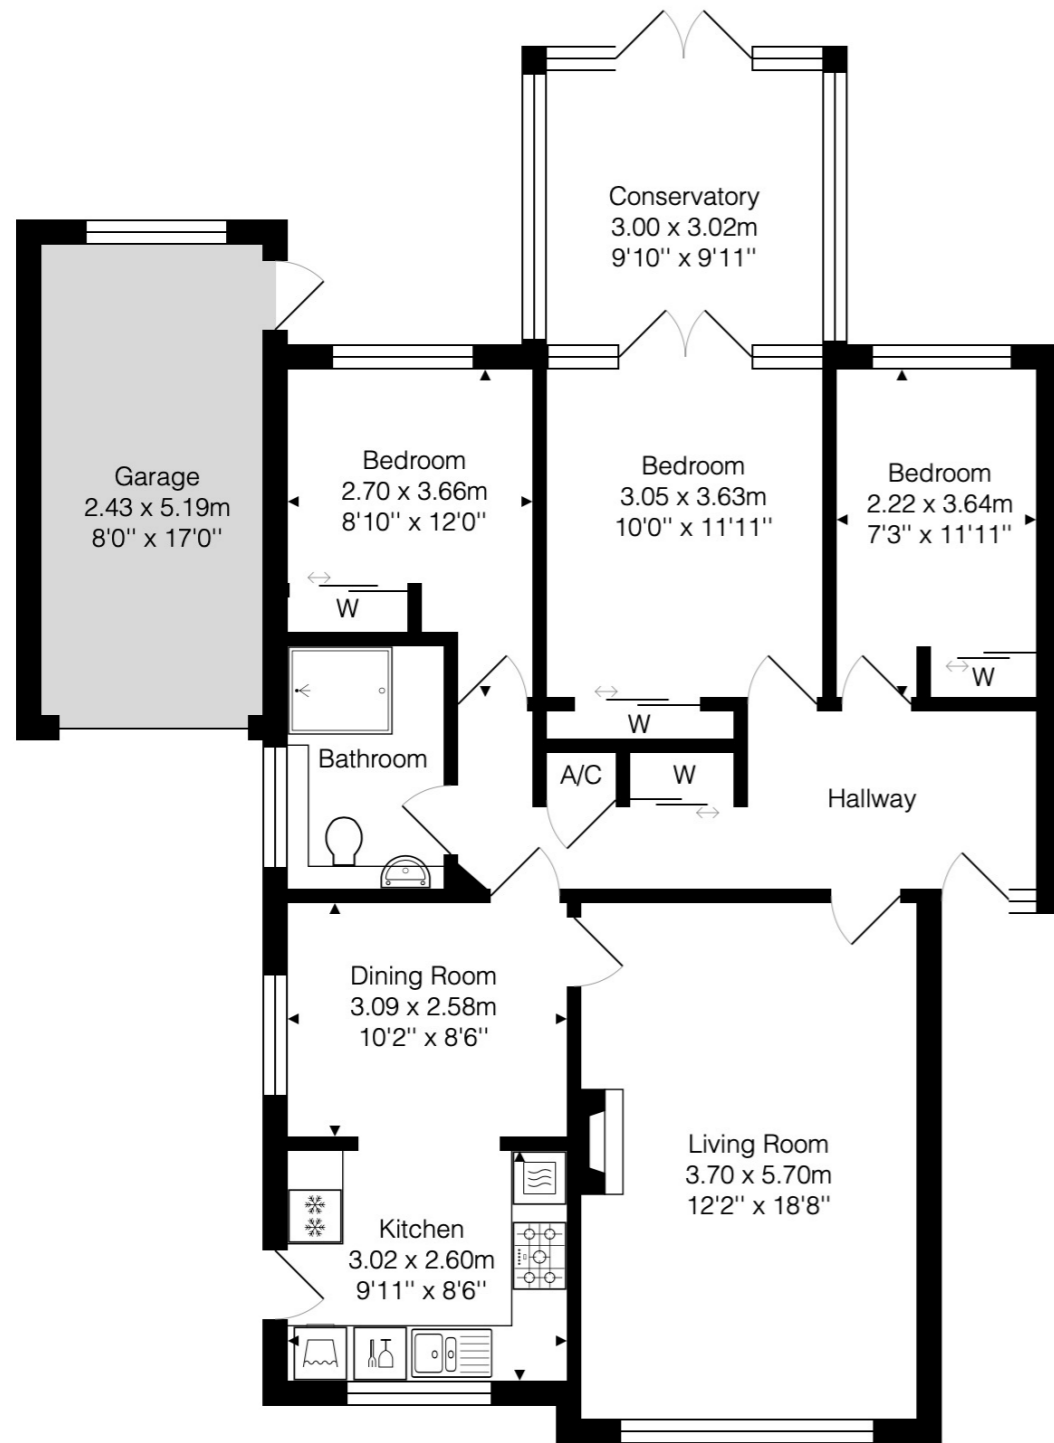 Conservatory
3.00 x 3.02m
9'10'' x 9'11''
Garage
2.43 x 5.19m
8'0'' x 17'0''
Bedroom
2.70 x 3.66m
8'10'' x 12'0''
W
Bedroom
3.05 x 3.63m
10'0'' x 11'11''
W
Bedroom
2.22 x 3.64m
7'3'' x 11'11''
W
Bathroom
A/C
W
Hallway
Dining Room
3.09 x 2.58m
10'2'' x 8'6''
Living Room
3.70 x 5.70m
12'2'' x 18'8''
Kitchen
3.02 x 2.60m
9'11'' x 8'6''